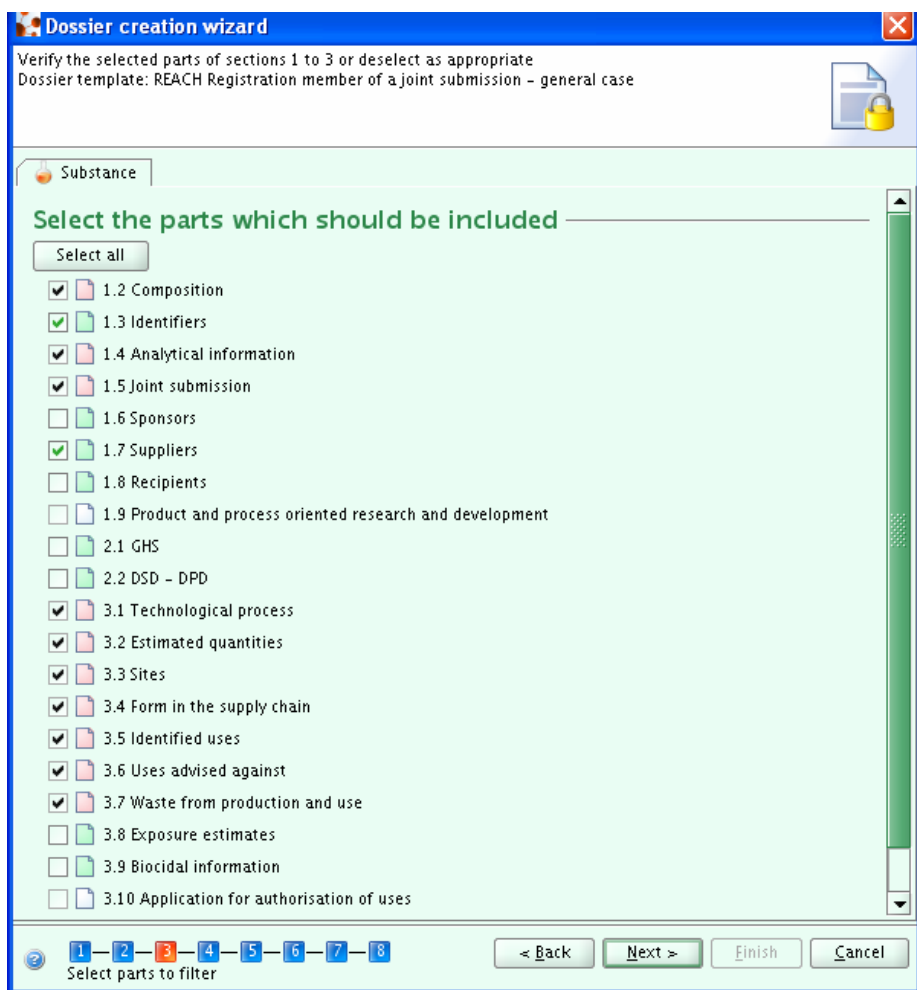 Dossier creation wizard
Verify the selected parts of sections 1 to 3 or deselect as appropriate
Dossier template: REACH Registration member of a joint submission – general case
Substance
Select the parts which should be included
Select all
1.2 Composition
1.3 Identifiers
1.4 Analytical information
1.5 Joint submission
1.6 Sponsors
1.7 Suppliers
1.8 Recipients
1.9 Product and process oriented research and development
2.1 GHS
2.2 DSD – DPD
3.1 Technological process
3.2 Estimated quantities
3.3 Sites
3.4 Form in the supply chain
3.5 Identified uses
3.6 Uses advised against
3.7 Waste from production and use
3.8 Exposure estimates
3.9 Biocidal information
3.10 Application for authorisation of uses
1 2 3 4 5 6 7 8
Select parts to filter
< Back Next > Finish Cancel